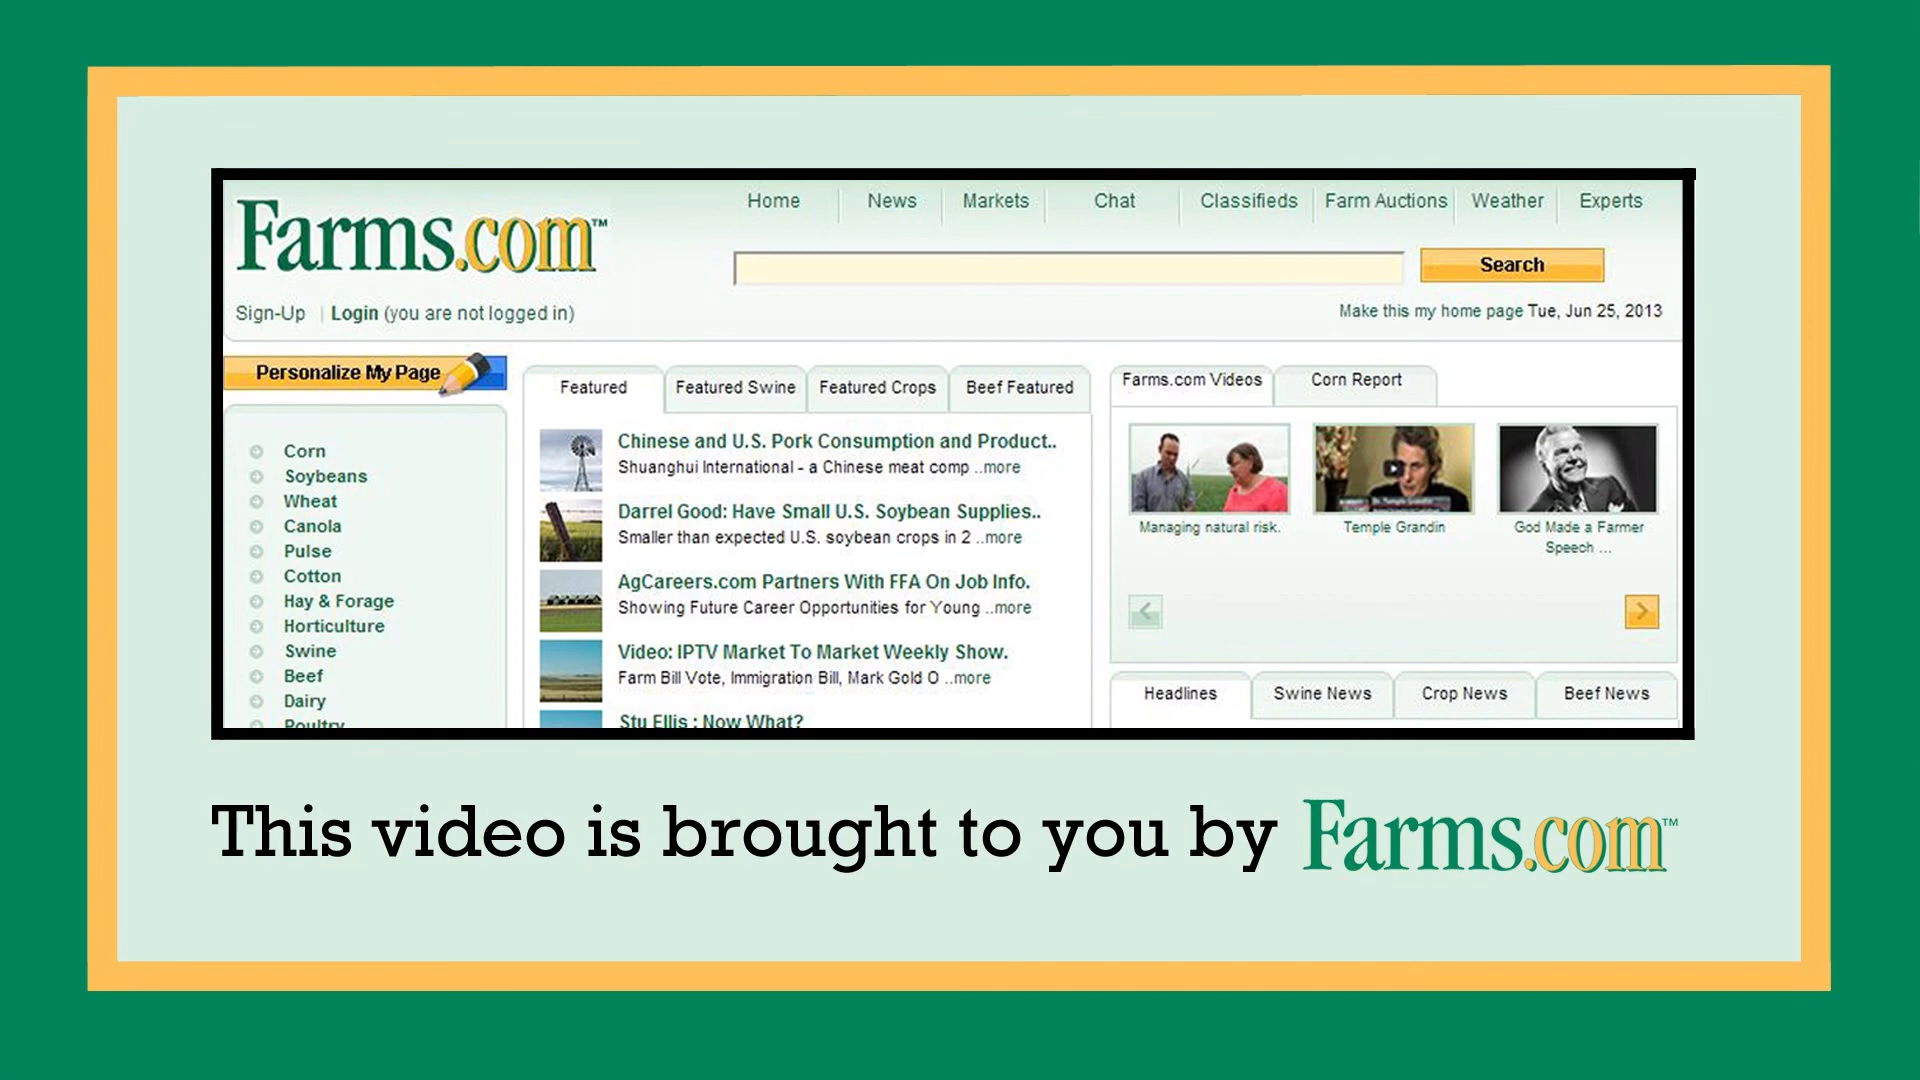 Farms.com™
Home News Markets Chat Classifieds Farm Auctions Weather Experts
Search
Sign-Up | Login (you are not logged in)
Make this my home page Tue, Jun 25, 2013
Personalize My Page
Corn
Soybeans
Wheat
Canola
Pulse
Cotton
Hay & Forage
Horticulture
Swine
Beef
Dairy
Poultry
Featured Featured Swine Featured Crops Beef Featured
Chinese and U.S. Pork Consumption and Product..
Shuanghui International - a Chinese meat comp ..more
Darrel Good: Have Small U.S. Soybean Supplies..
Smaller than expected U.S. soybean crops in 2 ..more
AgCareers.com Partners With FFA On Job Info.
Showing Future Career Opportunities for Young ..more
Video: IPTV Market To Market Weekly Show.
Farm Bill Vote, Immigration Bill, Mark Gold O ..more
Stu Ellis : Now What?
Farms.com Videos Corn Report
Managing natural risk.
Temple Grandin
God Made a Farmer
Speech ...
Headlines Swine News Crop News Beef News
This video is brought to you by Farms.com™